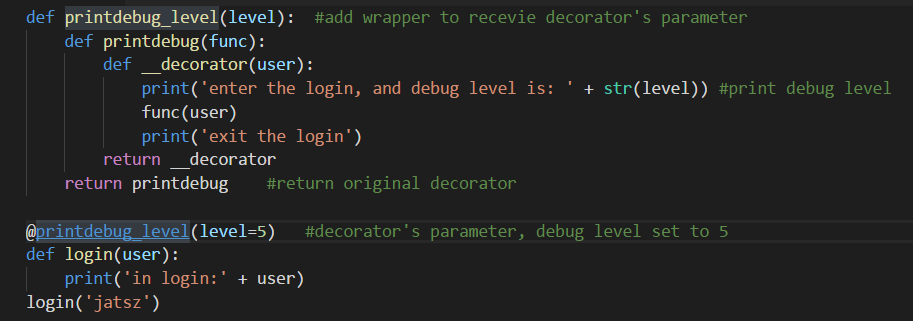 def printdebug_level(level):  #add wrapper to recevie decorator's parameter
    def printdebug(func):
        def __decorator(user):
            print('enter the login, and debug level is: ' + str(level)) #print debug level
            func(user)
            print('exit the login')
        return __decorator
    return printdebug    #return original decorator

@printdebug_level(level=5)   #decorator's parameter, debug level set to 5
def login(user):
    print('in login:' + user)
login('jatsz')